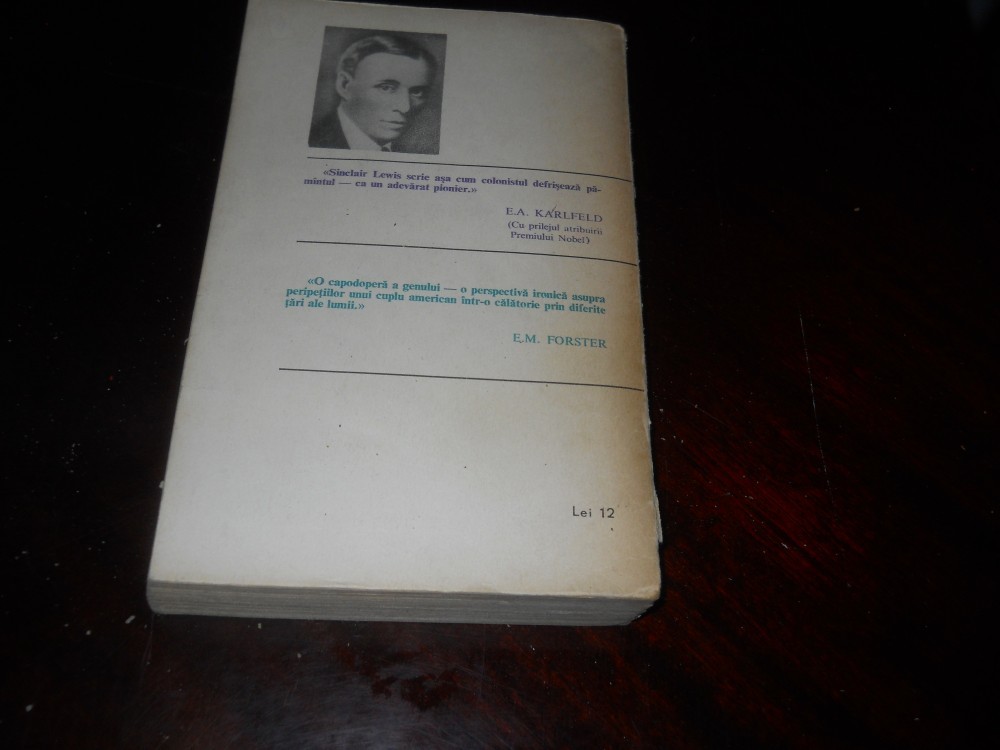 «Sinclair Lewis scrie așa cum colonistul defrișează pă-
mintul — ca un adevărat pionier.»
E.A. KARLFELD
(Cu prilejul atribuirii
Premiului Nobel)
«O capodoperă a genului — o perspectivă ironică asupra
peripețiilor unui cuplu american într-o călătorie prin diferite
țări ale lumii.»
E.M. FORSTER
Lei 12